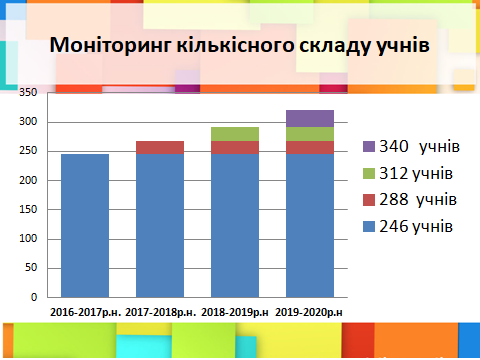 Моніторинг кількісного складу учнів
350
300
250
200
150
100
50
0
2016-2017р.н. 2017-2018р.н. 2018-2019р.н 2019-2020р.н
340 учнів
312 учнів
288 учнів
246 учнів